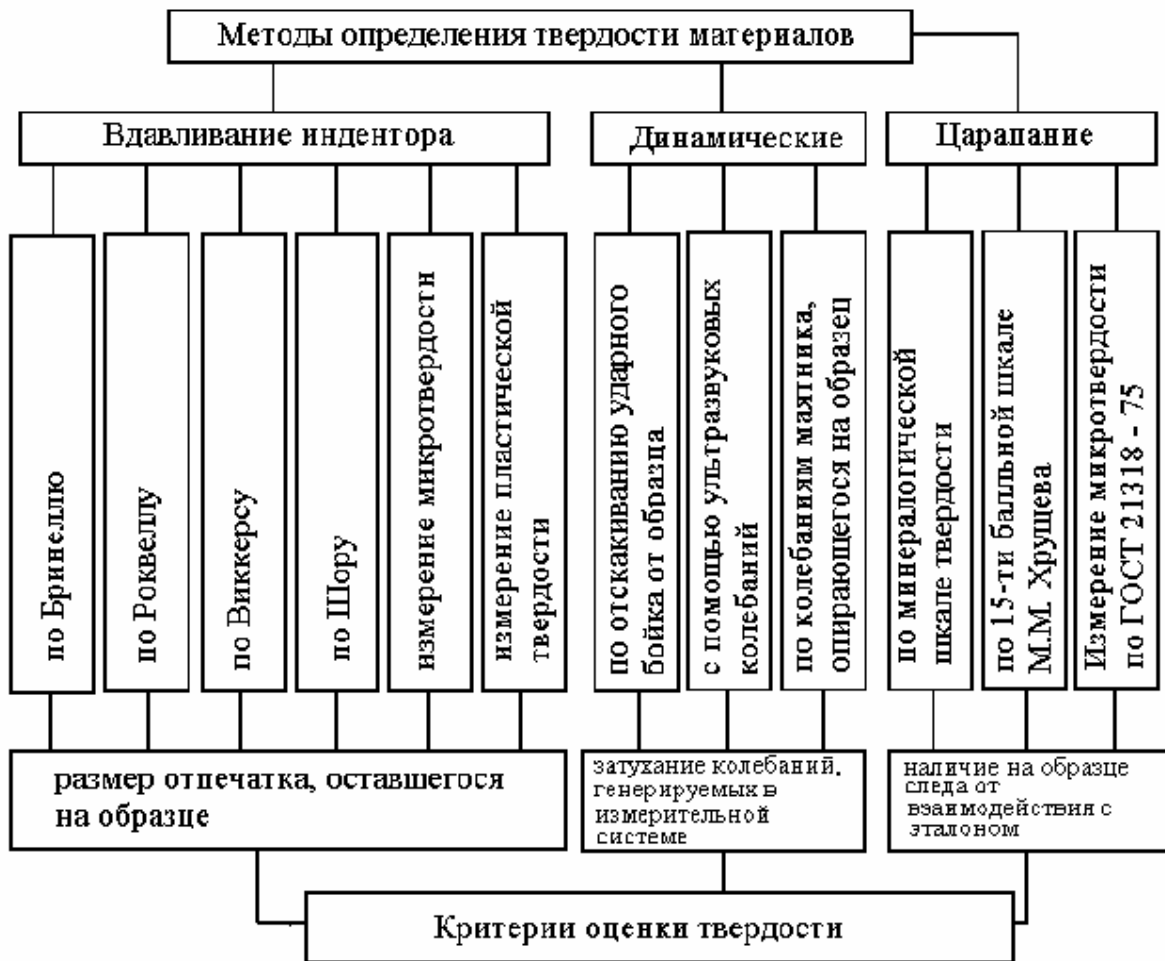 Методы определения твердости материалов
Вдавливание индентора
Динамические
Царапание
по Бринеллю
по Роквеллу
по Виккерсу
по Шору
измерение микротвердости
измерение пластической
твердости
по отскакиванию ударного
бойка от образца
с помощью ультразвуковых
колебаний
по колебаниям маятника,
опирающегося на образец
по минералогической
шкале твердости
по 15-ти балльной шкале
М.М. Хрущева
Измерение микротвердости
по ГОСТ 21318 - 75
размер отпечатка, оставшегося
на образце
затухание колебаний,
генерируемых в
измерительной
системе
наличие на образце
следа от
взаимодействия с
эталоном
Критерии оценки твердости